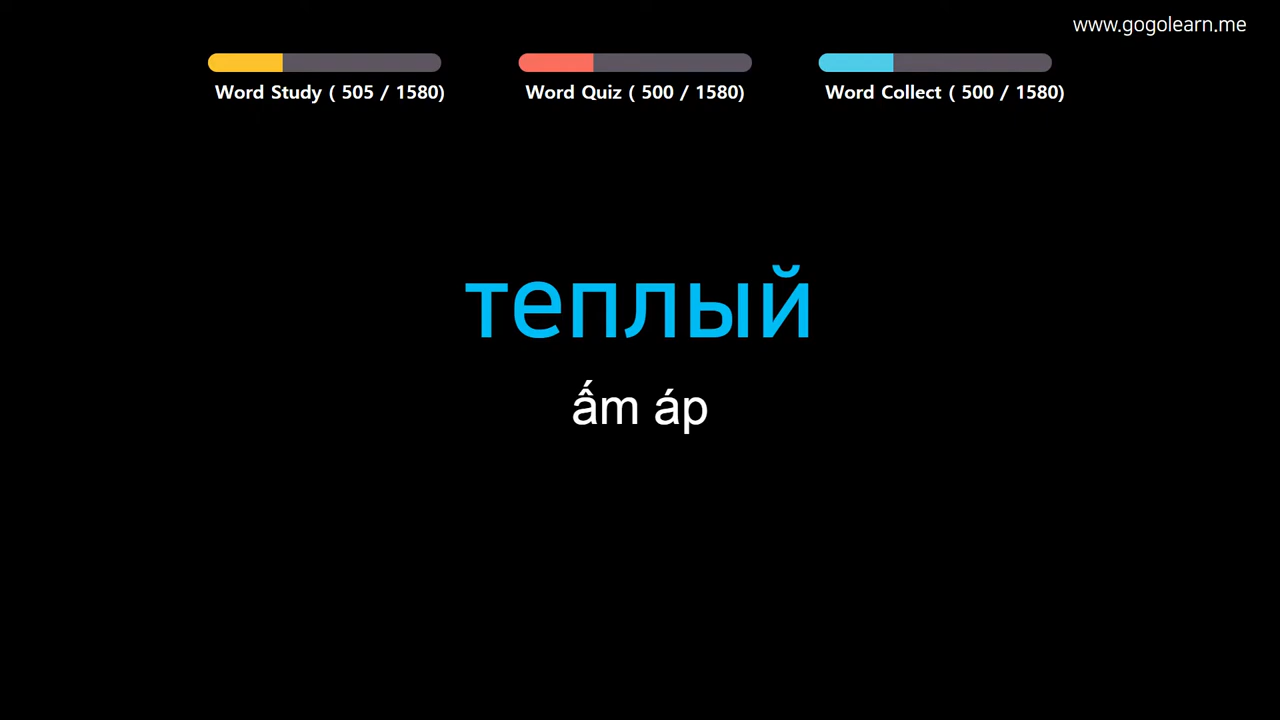 www.gogolearn.me
Word Study ( 505 / 1580)
Word Quiz ( 500 / 1580)
Word Collect ( 500 / 1580)
теплый
ấm áp